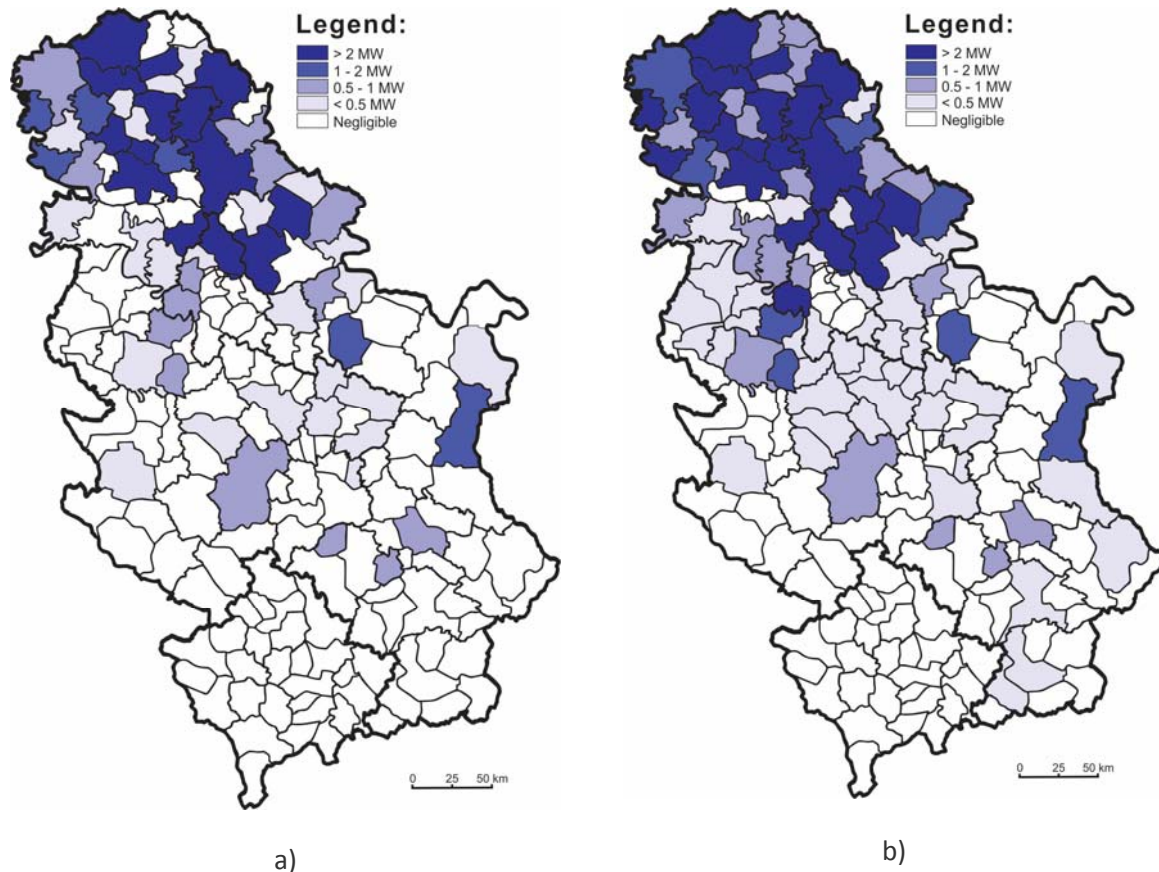 Legend:
> 2 MW
1 - 2 MW
0.5 - 1 MW
< 0.5 MW
Negligible
0 25 50 km
a)
Legend:
> 2 MW
1 - 2 MW
0.5 - 1 MW
< 0.5 MW
Negligible
0 25 50 km
b)